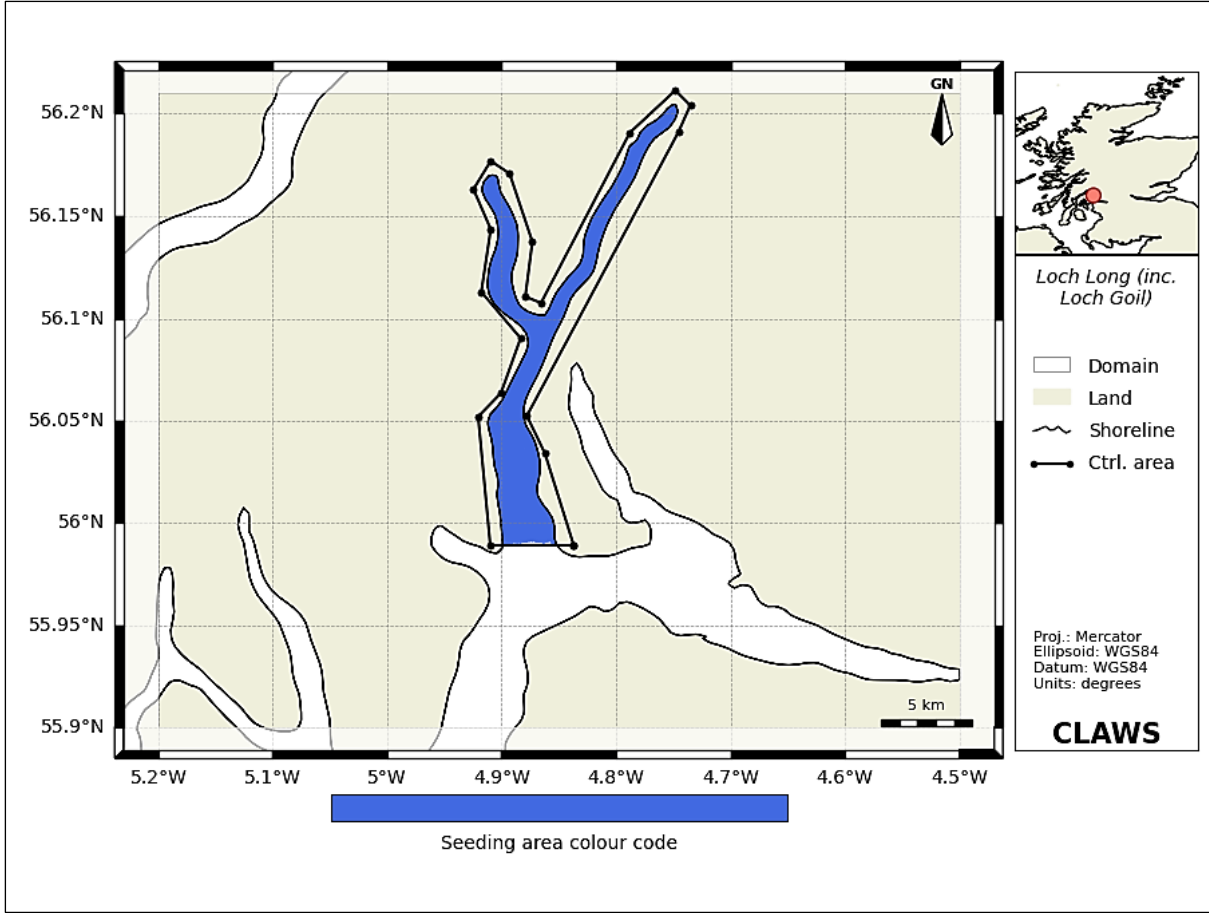 GN
56.2°N
56.15°N
56.1°N
56.05°N
56°N
55.95°N
55.9°N
5 km
5.2°W
5.1°W
5°W
4.9°W
4.8°W
4.7°W
4.6°W
4.5°W
Seeding area colour code
Loch Long (inc.
Loch Goil)
Domain
Land
Shoreline
Ctrl. area
Proj.: Mercator
Ellipsoid: WGS84
Datum: WGS84
Units: degrees
CLAWS